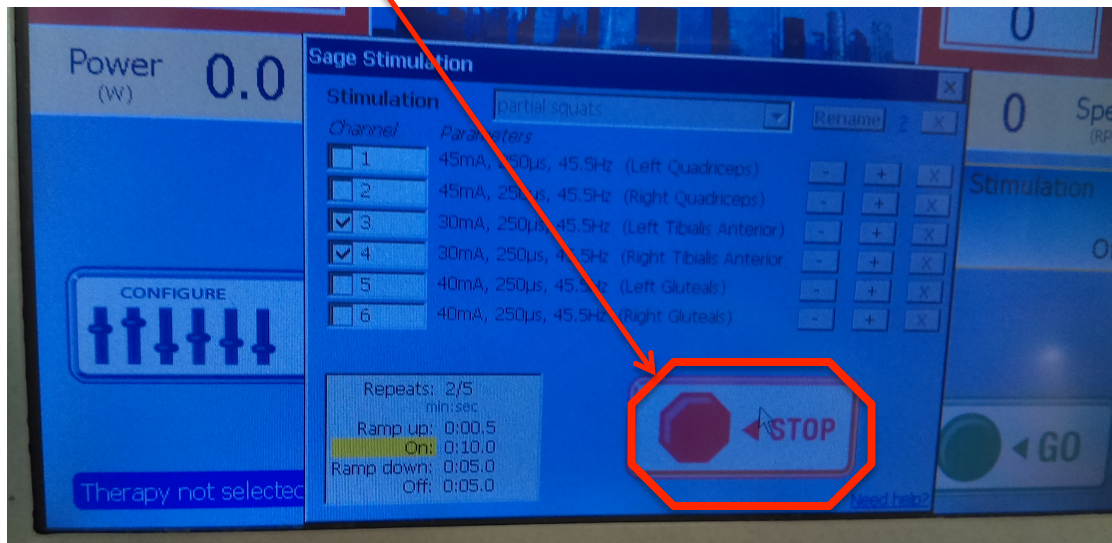 0
Power
(W)
0.0
Sage Stimulation
X
Stimulation
partial squats
Rename
2
X
0
Spe
Channel
Parameters
1
45mA, 250µs, 45.5Hz (Left Quadriceps)
- + X
2
45mA, 250µs, 45.5Hz (Right Quadriceps)
- + X
3
30mA, 250µs, 45.5Hz (Left Tibialis Anterior)
- + X
4
30mA, 250µs, 45.5Hz (Right Tibialis Anterior
- + X
5
40mA, 250µs, 45.5Hz (Left Gluteals)
- + X
6
40mA, 250µs, 45.5Hz (Right Gluteals)
- + X
Stimulation
CONFIGURE
Repeats: 2/5
min:sec
Ramp up: 0:00.5
On: 0:10.0
Ramp down: 0:05.0
Off: 0:05.0
STOP
GO
Therapy not selected
Need help?